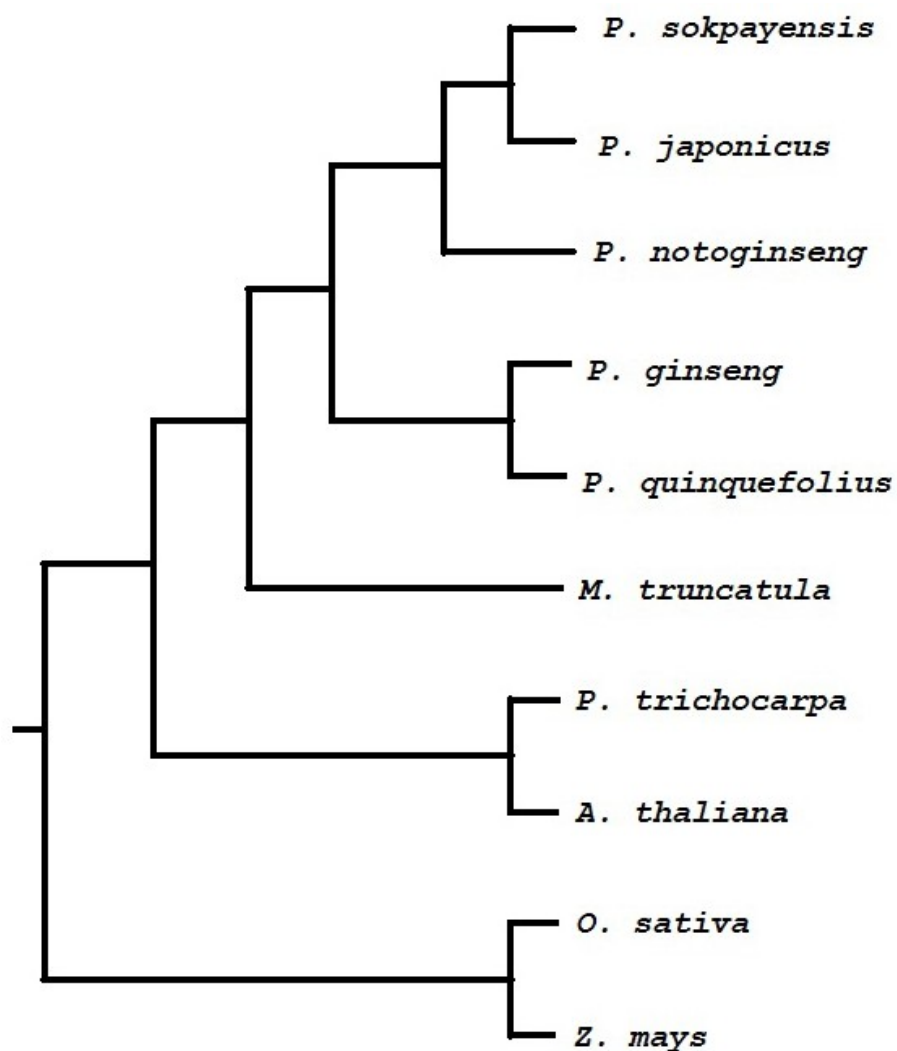 P. sokpayensis
P. japonicus
P. notoginseng
P. ginseng
P. quinquefolius
M. truncatula
P. trichocarpa
A. thaliana
O. sativa
Z. mays